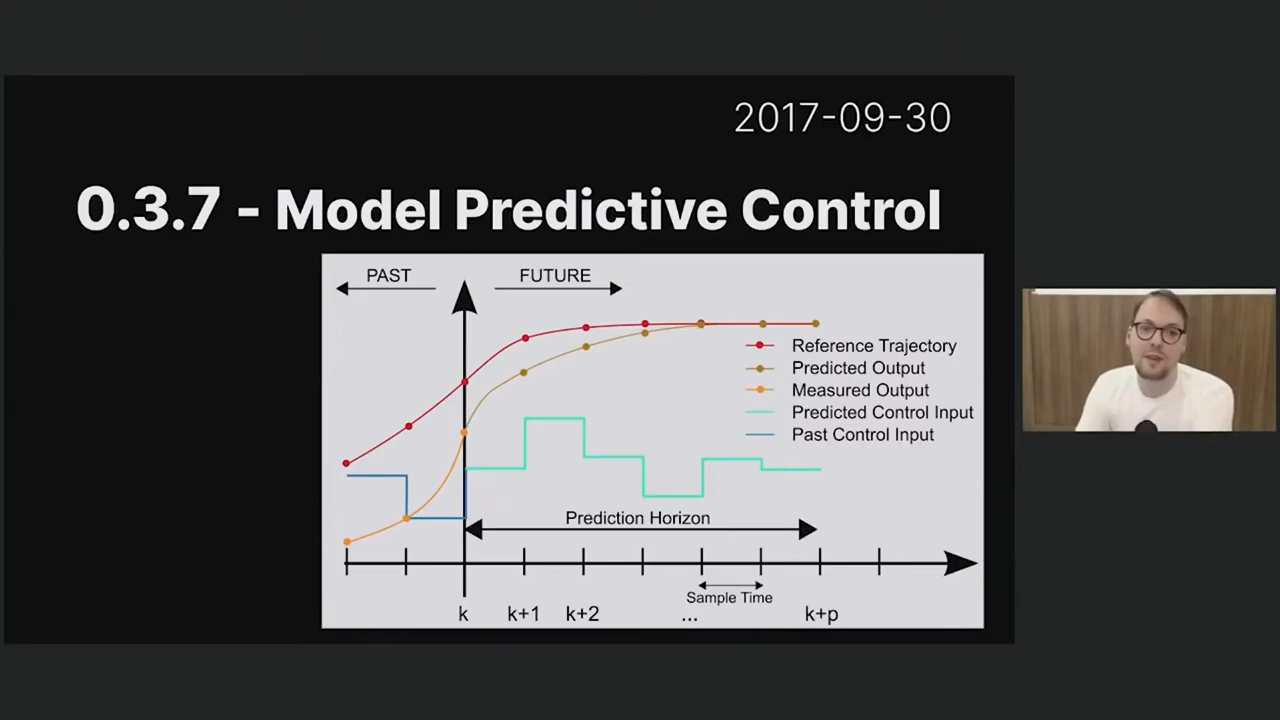 2017-09-30
0.3.7 - Model Predictive Control
PAST
FUTURE
Reference Trajectory
Predicted Output
Measured Output
Predicted Control Input
Past Control Input
Prediction Horizon
Sample Time
k
k+1
k+2
...
k+p